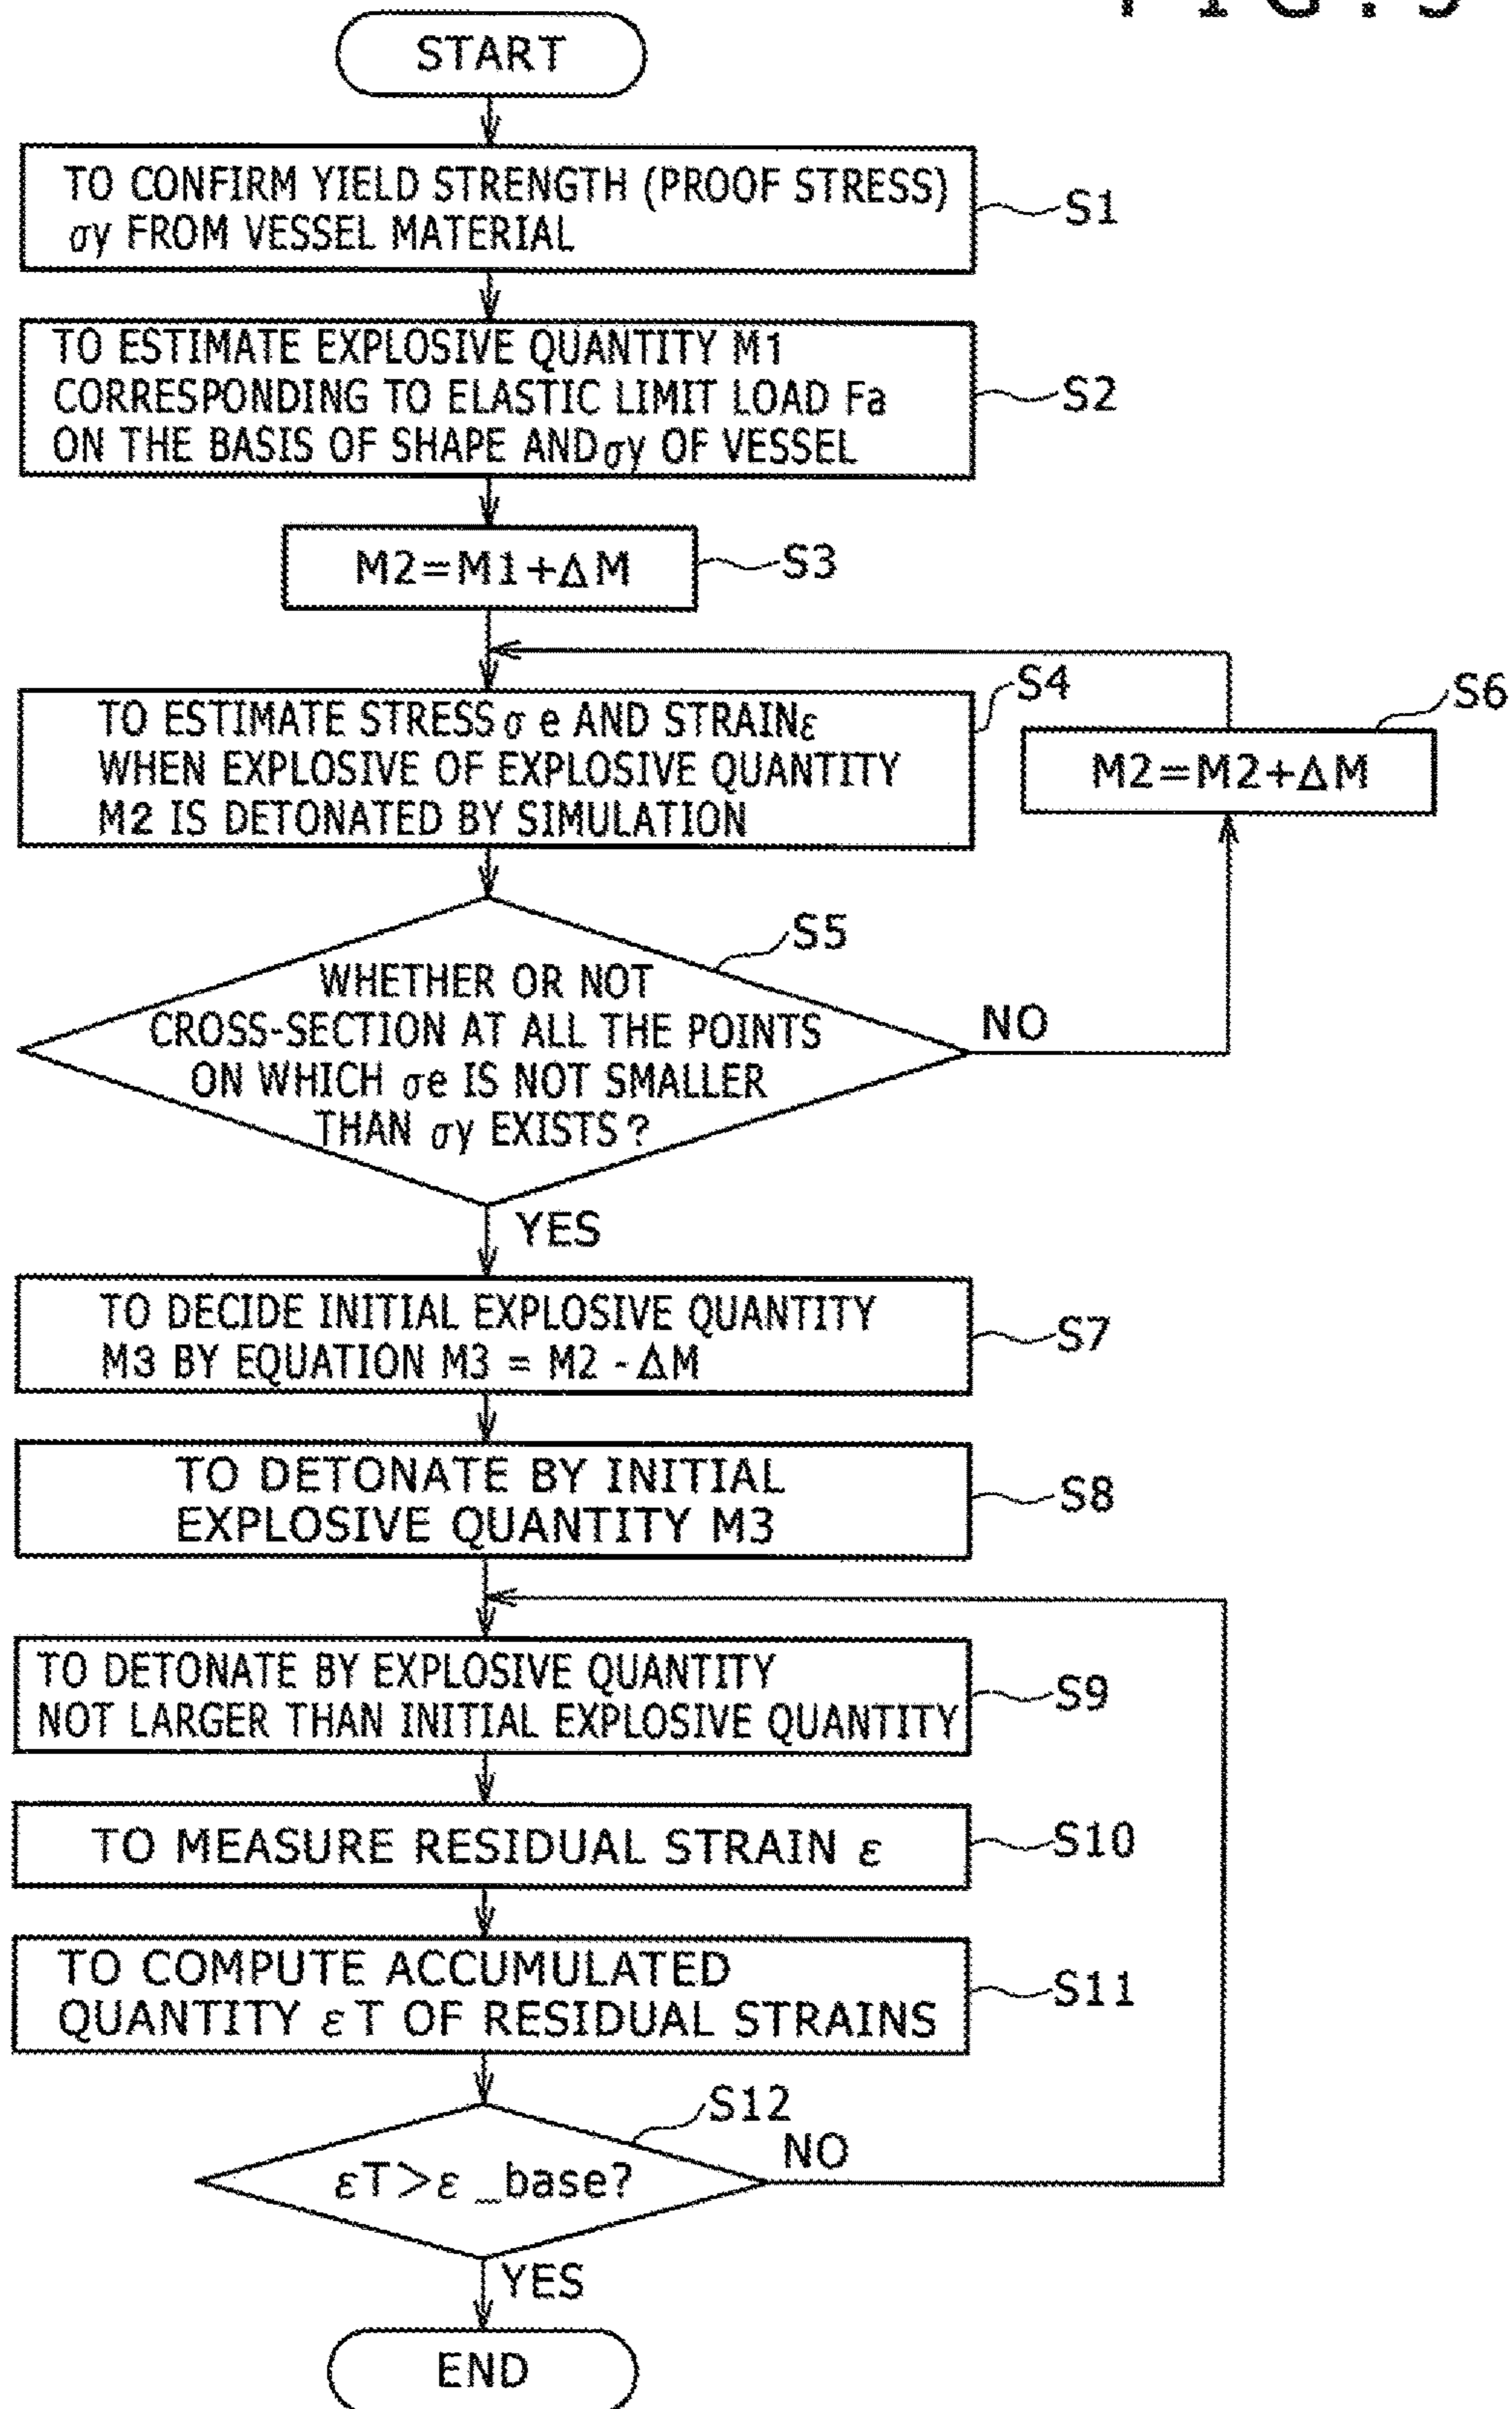 START
TO CONFIRM YIELD STRENGTH (PROOF STRESS)
σy FROM VESSEL MATERIAL
S1
TO ESTIMATE EXPLOSIVE QUANTITY M1
CORRESPONDING TO ELASTIC LIMIT LOAD Fa
ON THE BASIS OF SHAPE AND σy OF VESSEL
S2
M2=M1+ΔM
S3
TO ESTIMATE STRESS σ e AND STRAIN ε
WHEN EXPLOSIVE OF EXPLOSIVE QUANTITY
M2 IS DETONATED BY SIMULATION
S4
M2=M2+ΔM
S6
WHETHER OR NOT
CROSS-SECTION AT ALL THE POINTS
ON WHICH σe IS NOT SMALLER
THAN σy EXISTS?
S5
NO
YES
TO DECIDE INITIAL EXPLOSIVE QUANTITY
M3 BY EQUATION M3 = M2 - ΔM
S7
TO DETONATE BY INITIAL
EXPLOSIVE QUANTITY M3
S8
TO DETONATE BY EXPLOSIVE QUANTITY
NOT LARGER THAN INITIAL EXPLOSIVE QUANTITY
S9
TO MEASURE RESIDUAL STRAIN ε
S10
TO COMPUTE ACCUMULATED
QUANTITY ε T OF RESIDUAL STRAINS
S11
εT>ε _base?
S12
NO
YES
END